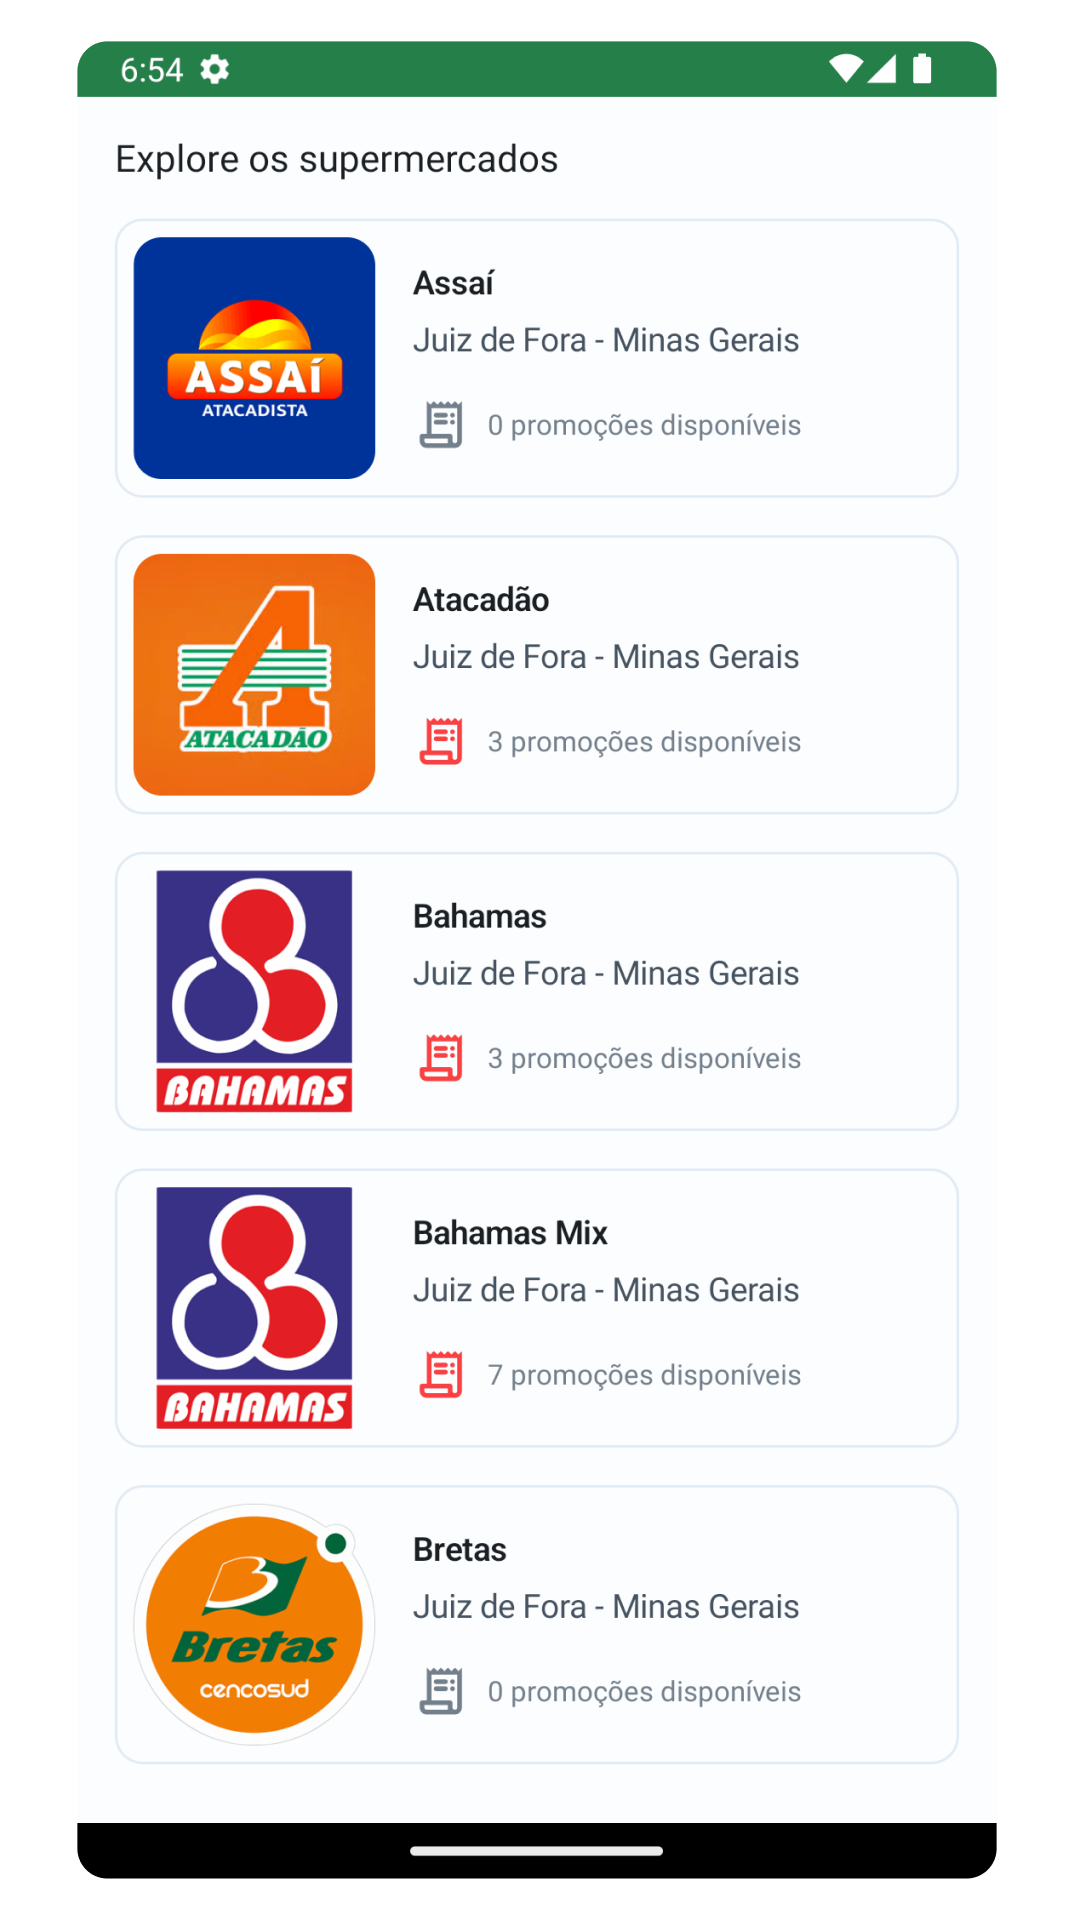 6:54
Explore os supermercados
ASSAÍ
ATACADISTA
Assaí
Juiz de Fora - Minas Gerais
0 promoções disponíveis
ATACADÃO
Atacadão
Juiz de Fora - Minas Gerais
3 promoções disponíveis
BAHAMAS
Bahamas
Juiz de Fora - Minas Gerais
3 promoções disponíveis
BAHAMAS
Bahamas Mix
Juiz de Fora - Minas Gerais
7 promoções disponíveis
Bretas
cencosud
Bretas
Juiz de Fora - Minas Gerais
0 promoções disponíveis